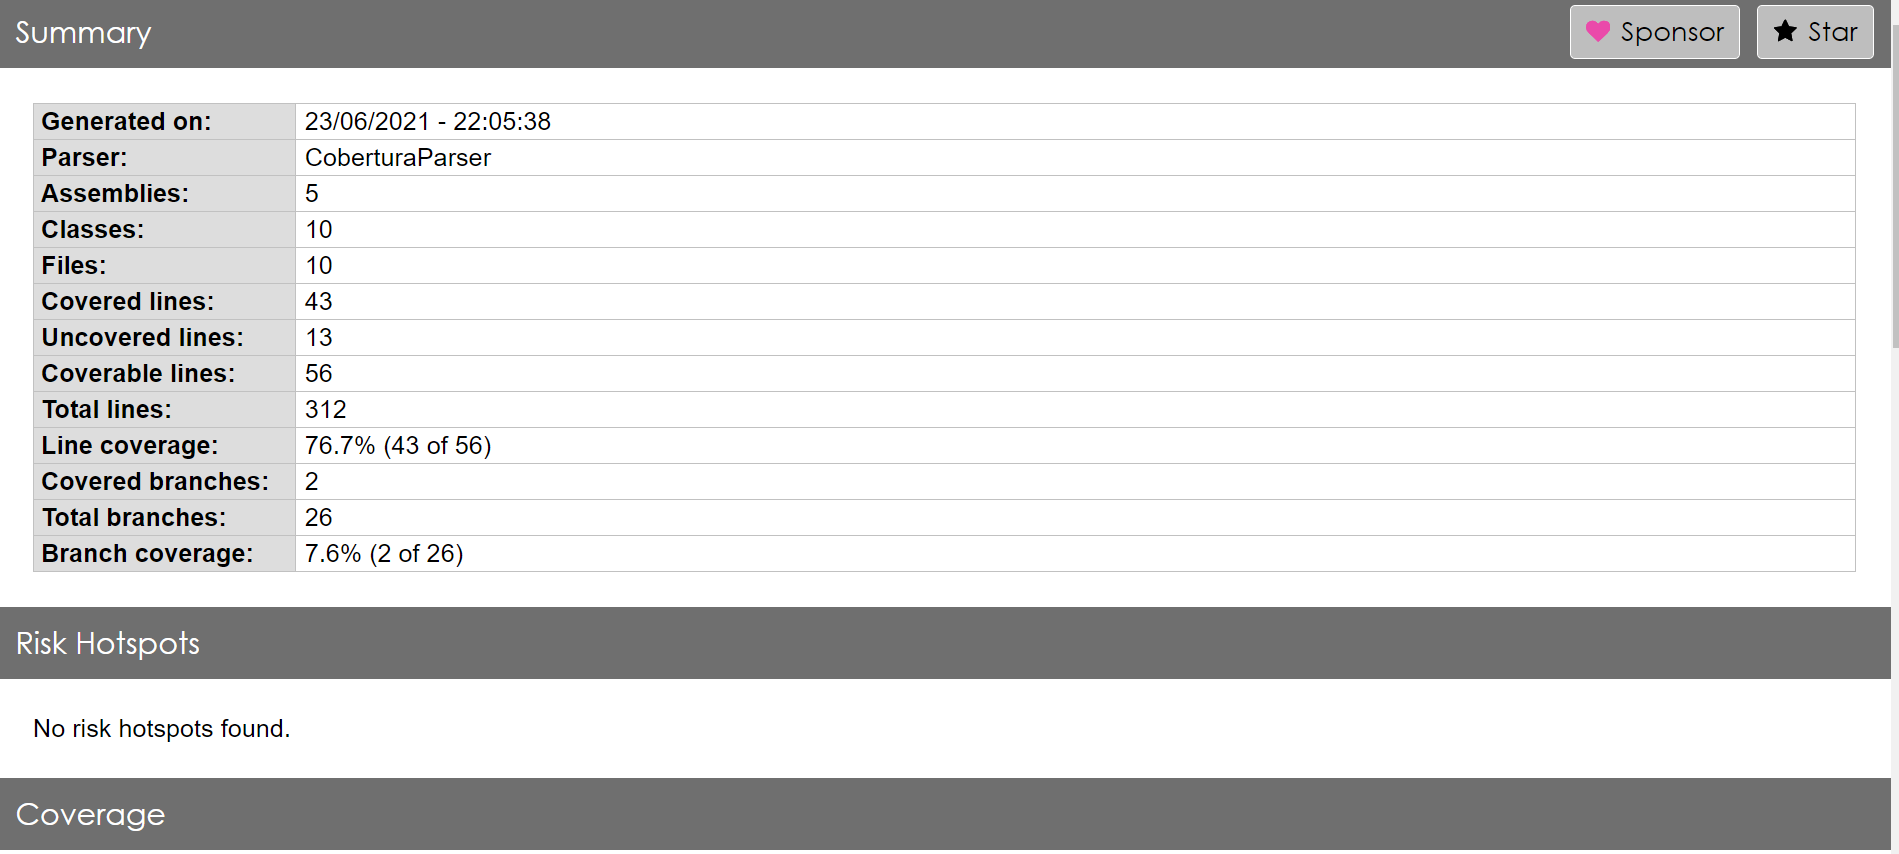 Summary
Sponsor
Star
Generated on: 23/06/2021 - 22:05:38
Parser: CoberturaParser
Assemblies: 5
Classes: 10
Files: 10
Covered lines: 43
Uncovered lines: 13
Coverable lines: 56
Total lines: 312
Line coverage: 76.7% (43 of 56)
Covered branches: 2
Total branches: 26
Branch coverage: 7.6% (2 of 26)
Risk Hotspots
No risk hotspots found.
Coverage